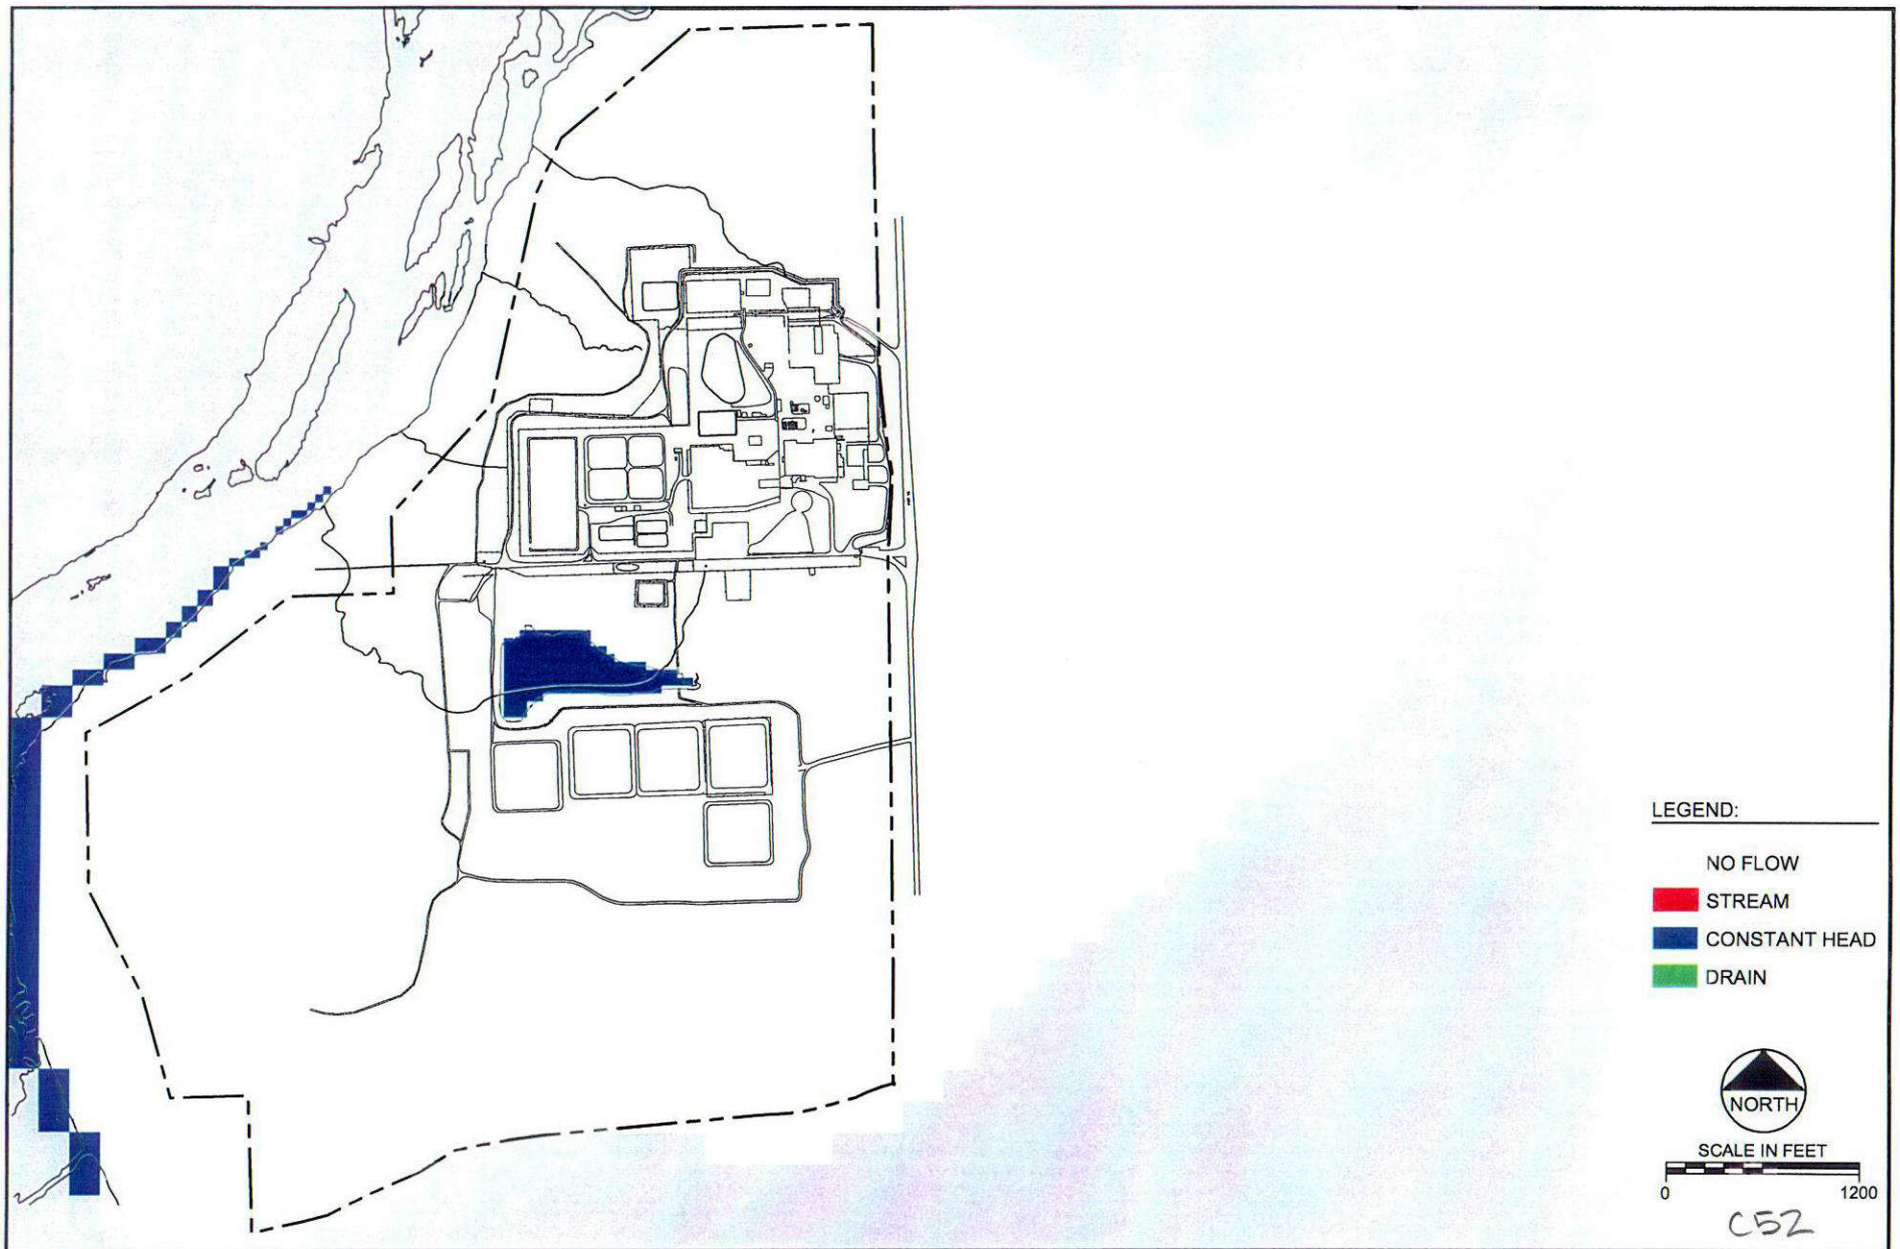 LEGEND:
NO FLOW
STREAM
CONSTANT HEAD
DRAIN
NORTH
SCALE IN FEET
0 1200
C52